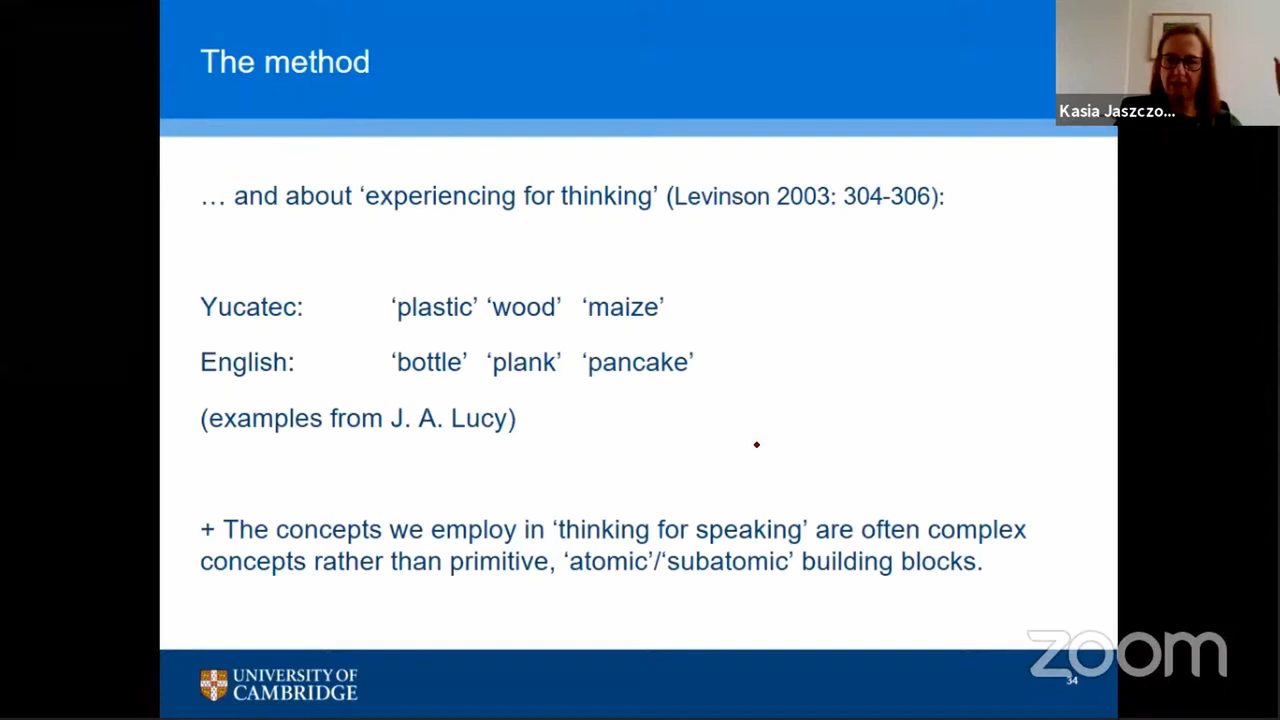 The method
Kasia Jaszczo...
… and about ‘experiencing for thinking’ (Levinson 2003: 304-306):
Yucatec: ‘plastic’ ‘wood’ ‘maize’
English: ‘bottle’ ‘plank’ ‘pancake’
(examples from J. A. Lucy)
+ The concepts we employ in ‘thinking for speaking’ are often complex
concepts rather than primitive, ‘atomic’/‘subatomic’ building blocks.
UNIVERSITY OF
CAMBRIDGE
34
zoom